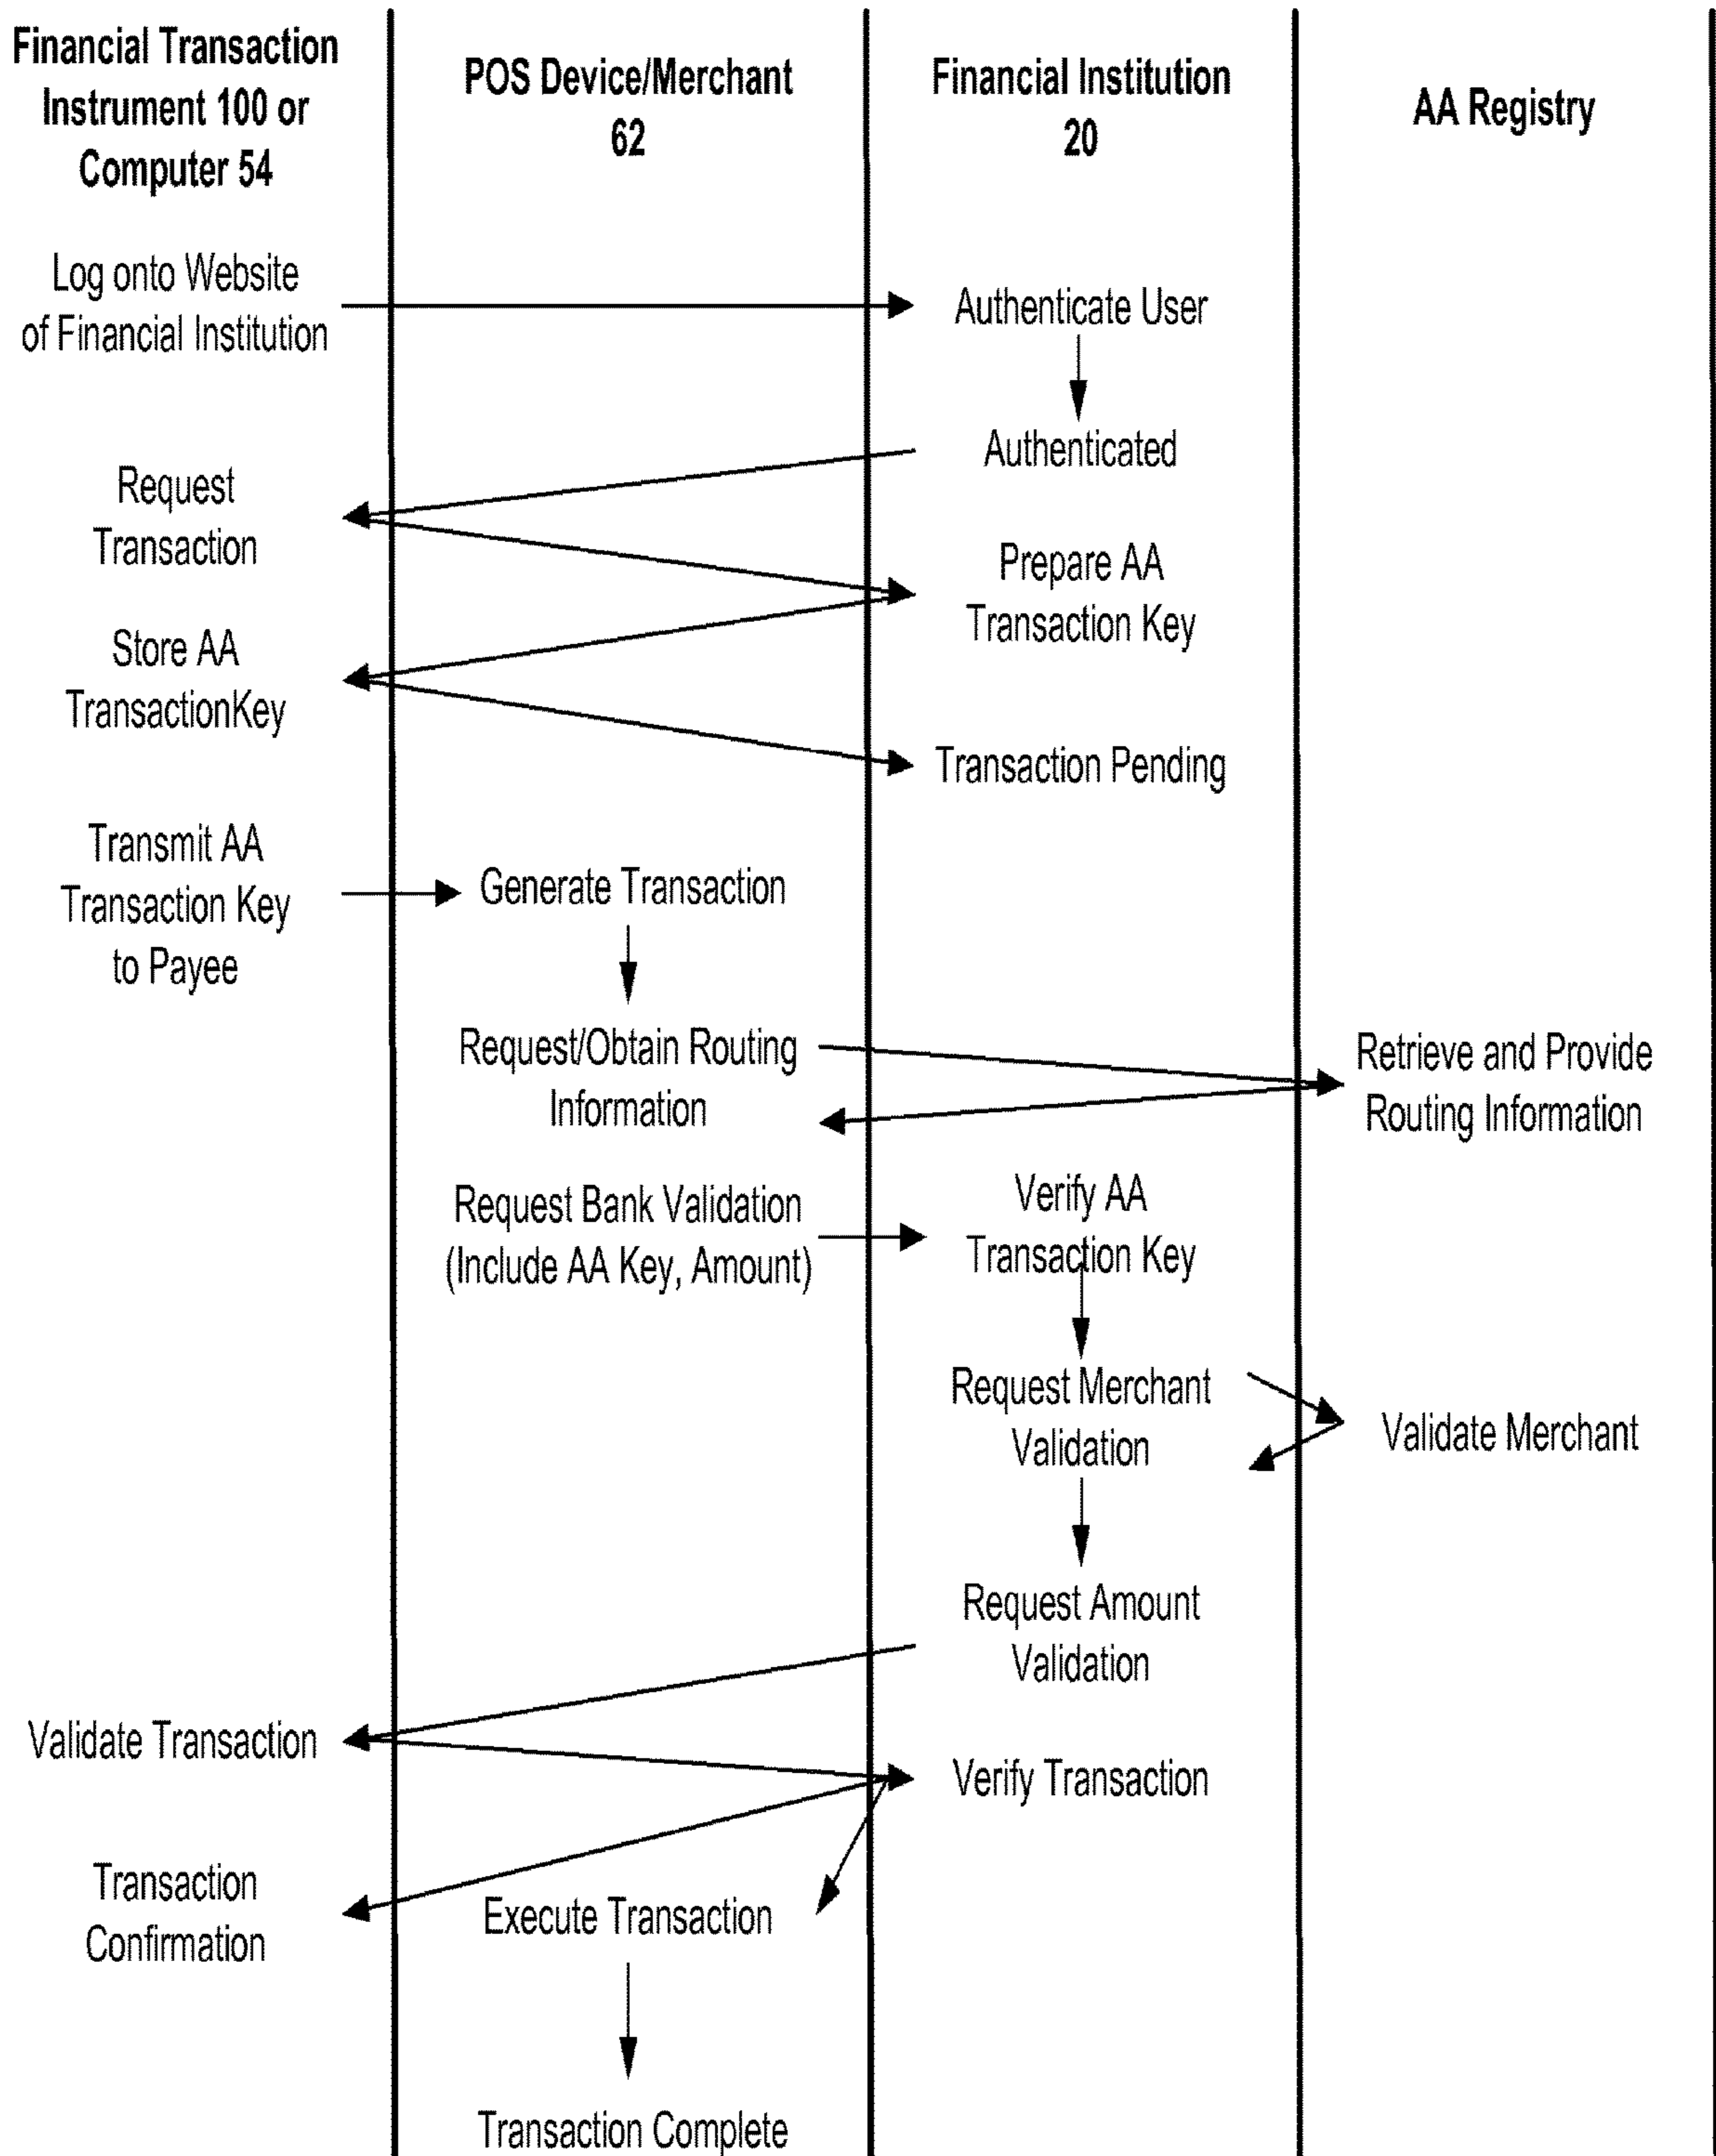 Financial Transaction
Instrument 100 or
Computer 54
POS Device/Merchant
62
Financial Institution
20
AA Registry
Log onto Website
of Financial Institution
Authenticate User
Authenticated
Request
Transaction
Prepare AA
Transaction Key
Store AA
TransactionKey
Transaction Pending
Transmit AA
Transaction Key
to Payee
Generate Transaction
Request/Obtain Routing
Information
Retrieve and Provide
Routing Information
Request Bank Validation
(Include AA Key, Amount)
Verify AA
Transaction Key
Request Merchant
Validation
Validate Merchant
Request Amount
Validation
Validate Transaction
Verify Transaction
Transaction
Confirmation
Execute Transaction
Transaction Complete